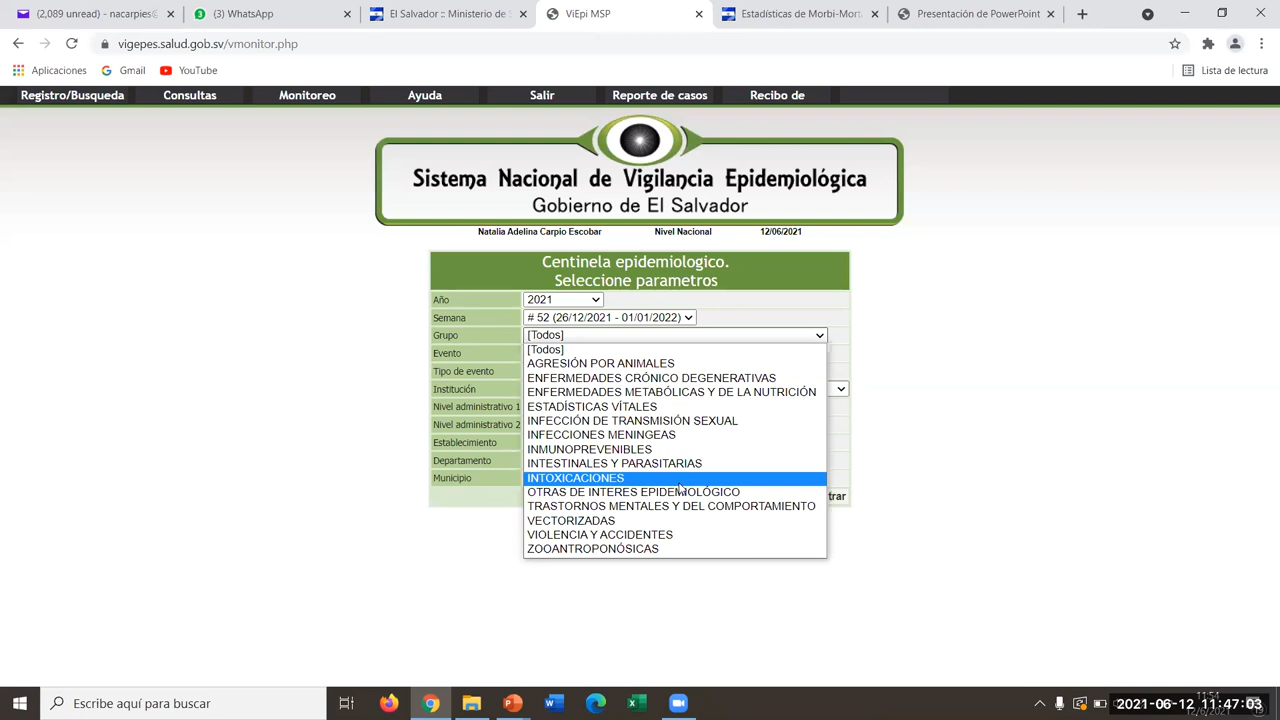 (2,089 unread) - nacarpies@
(3) WhatsApp
El Salvador :: Ministerio de S
ViEpi MSP
Estadísticas de Morbi-Mort
Presentación de PowerPoint
vigepes.salud.gob.sv/vmonitor.php
Aplicaciones
Gmail
YouTube
Lista de lectura
Registro/Busqueda
Consultas
Monitoreo
Ayuda
Salir
Reporte de casos
Recibo de
Sistema Nacional de Vigilancia Epidemiológica
Gobierno de El Salvador
Natalia Adelina Carpio Escobar Nivel Nacional 12/06/2021
Centinela epidemiologico.
Seleccione parametros
Año 2021
Semana # 52 (26/12/2021 - 01/01/2022)
Grupo [Todos]
Evento
Tipo de evento
Institución
Nivel administrativo 1
Nivel administrativo 2
Establecimiento
Departamento
Municipio
[Todos]
AGRESIÓN POR ANIMALES
ENFERMEDADES CRÓNICO DEGENERATIVAS
ENFERMEDADES METABÓLICAS Y DE LA NUTRICIÓN
ESTADÍSTICAS VÍTALES
INFECCIÓN DE TRANSMISIÓN SEXUAL
INFECCIONES MENINGEAS
INMUNOPREVENIBLES
INTESTINALES Y PARASITARIAS
INTOXICACIONES
OTRAS DE INTERES EPIDEMIOLÓGICO
TRASTORNOS MENTALES Y DEL COMPORTAMIENTO
VECTORIZADAS
VIOLENCIA Y ACCIDENTES
ZOOANTROPONÓSICAS
trar
Escribe aquí para buscar
11:54
2021-06-12 11:47:03